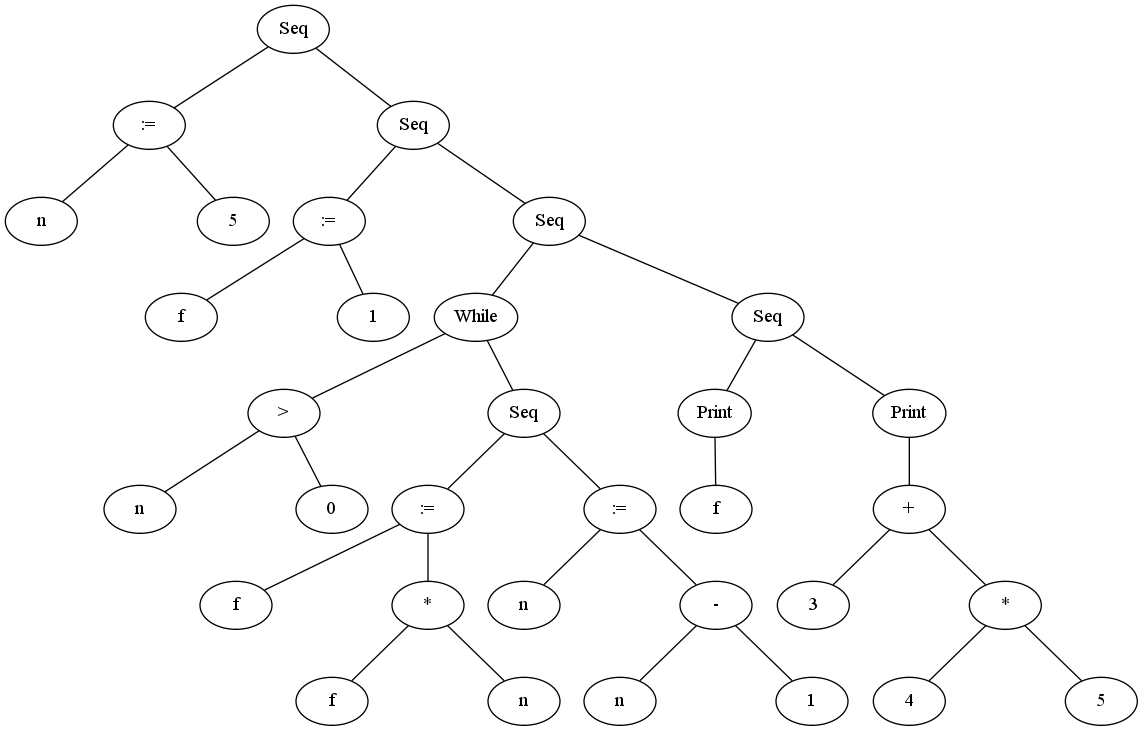 Seq
:=
Seq
n
5
:=
Seq
f
1
While
Seq
>
Seq
Print
Print
n
0
:=
:=
f
+
f
*
n
-
3
*
f
n
n
1
4
5